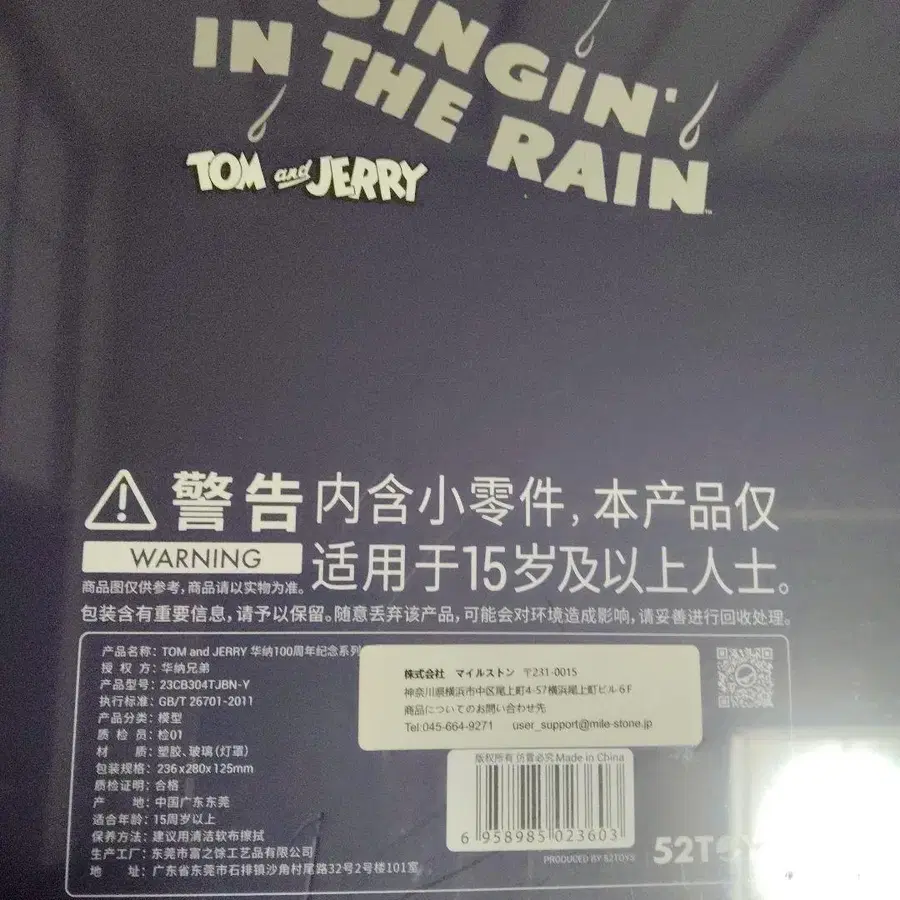 SINGIN'
IN THE RAIN
TOM and JERRY
警告
WARNING
内含小零件，本产品仅
适用于15岁及以上人士。
商品图仅供参考，商品请以实物为准。
包装含有重要信息，请予以保留。随意丢弃该产品，可能会对环境造成影响，请妥善进行回收处理。
产品名称：TOM and JERRY 华纳100周年纪念系列
授 权 方：华纳兄弟
产品型号：23CB304TJBN-Y
执行标准：GB/T 26701-2011
产品分类：模型
质 检 员：检01
材 质：塑胶、玻璃（灯罩）
包装规格：236x280x125mm
质检证明：合格
产 地：中国广东东莞
适合年龄：15周岁以上
保养方法：建议用清洁软布擦拭
生产工厂：东莞市富之馀工艺品有限公司
地 址：广东省东莞市石排镇沙角村尾路32号2号楼101室
株式会社 マイルストン 〒231-0015
神奈川県横浜市中区尾上町4-57横浜尾上町ビル6F
商品についてのお問い合わせ先
Tel:045-664-9271 user_support@mile-stone.jp
版权所有 仿冒必究 Made in China
6 958985 023603
PRODUCED BY 52TOYS
52TOY